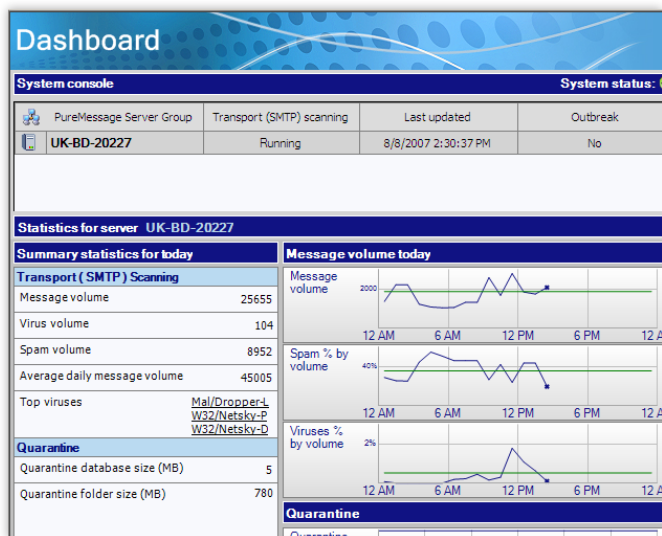 Dashboard
System console System status:
PureMessage Server Group Transport (SMTP) scanning Last updated Outbreak
UK-BD-20227 Running 8/8/2007 2:30:37 PM No
Statistics for server UK-BD-20227
Summary statistics for today
Transport ( SMTP ) Scanning
Message volume 25655
Virus volume 104
Spam volume 8952
Average daily message volume 45005
Top viruses Mal/Dropper-L
W32/Netsky-P
W32/Netsky-D
Quarantine
Quarantine database size (MB) 5
Quarantine folder size (MB) 780
Message volume today
Message
volume
2000
12 AM 6 AM 12 PM 6 PM 12 A
Spam % by
volume
40%
12 AM 6 AM 12 PM 6 PM 12 A
Viruses %
by volume
2%
12 AM 6 AM 12 PM 6 PM 12 A
Quarantine
Quarantine